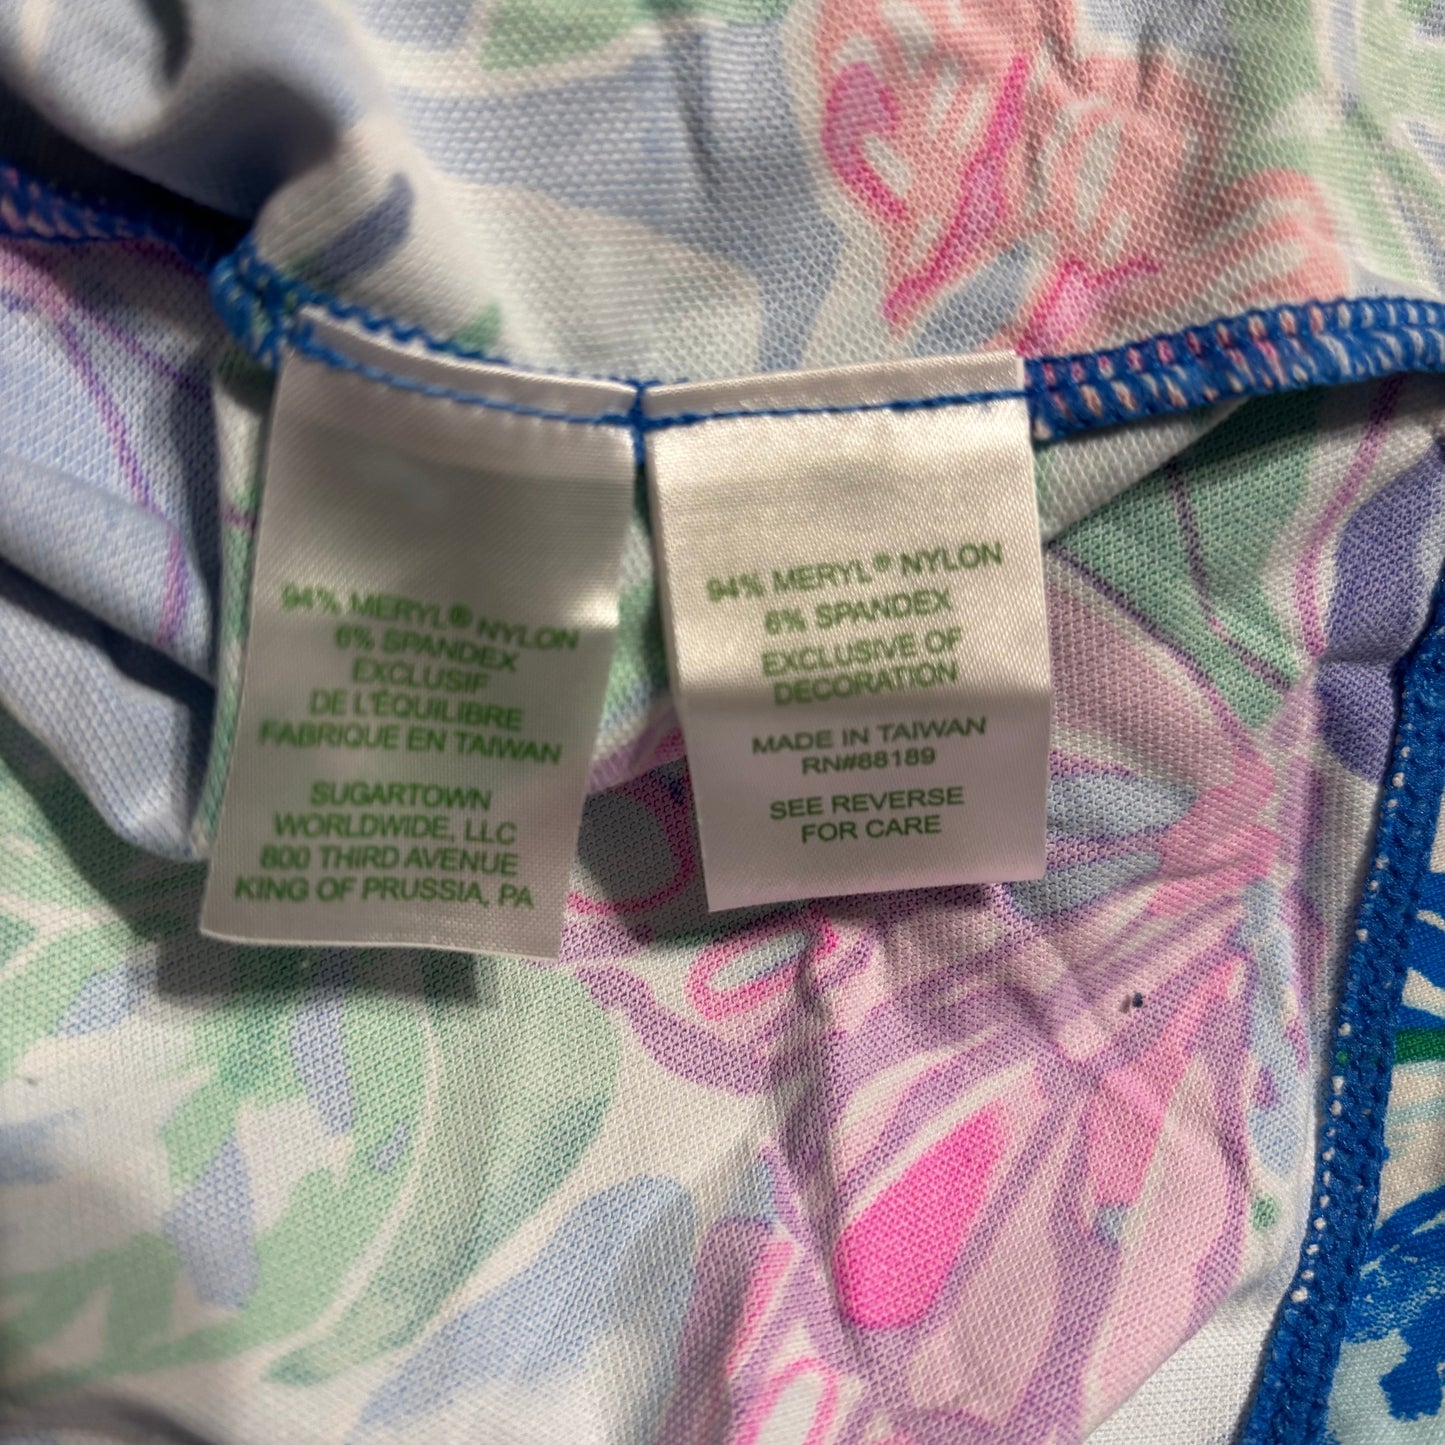 94% MERYL® NYLON
6% SPANDEX
EXCLUSIF
DE L'ÉQUILIBRE
FABRIQUE EN TAIWAN
SUGARTOWN
WORLDWIDE, LLC
800 THIRD AVENUE
KING OF PRUSSIA, PA
94% MERYL® NYLON
6% SPANDEX
EXCLUSIVE OF
DECORATION
MADE IN TAIWAN
RN#88189
SEE REVERSE
FOR CARE